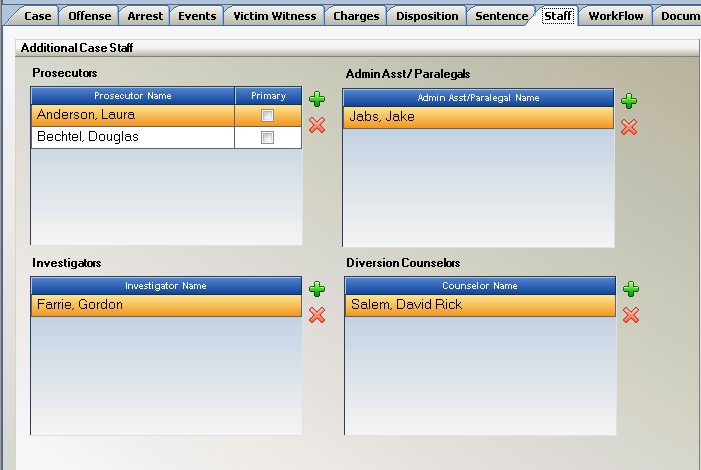 Case Offense Arrest Events Victim Witness Charges Disposition Sentence Staff WorkFlow Docum
Additional Case Staff
Prosecutors
Prosecutor Name Primary
Anderson, Laura
Bechtel, Douglas
Admin Asst/ Paralegals
Admin Asst/Paralegal Name
Jabs, Jake
Investigators
Investigator Name
Farrie, Gordon
Diversion Counselors
Counselor Name
Salem, David Rick